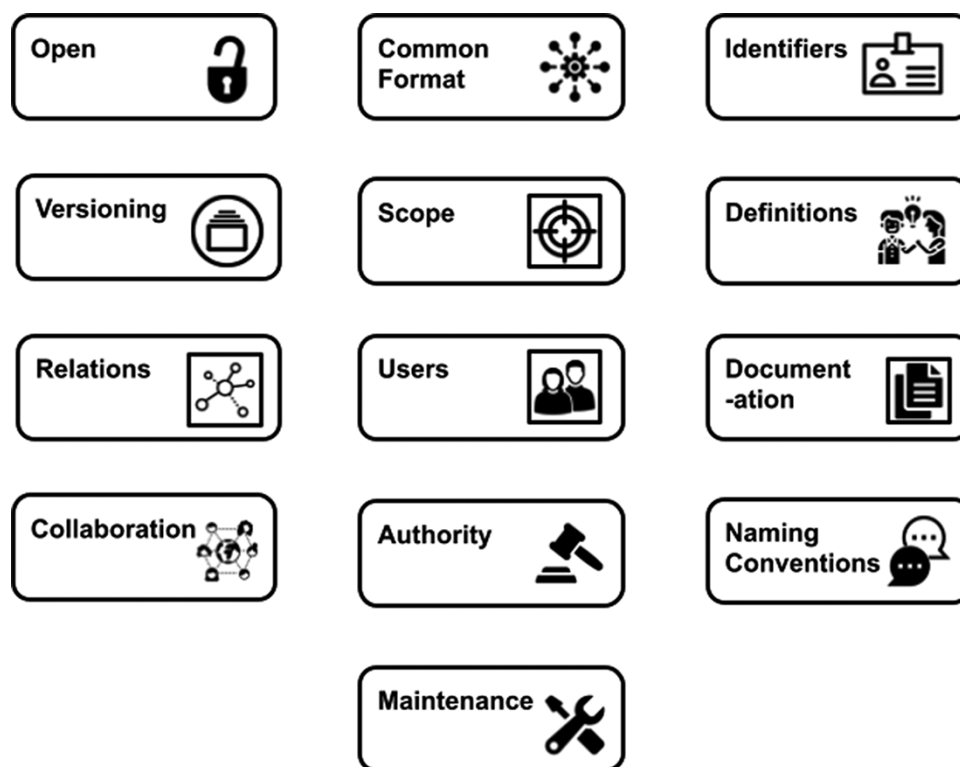 Open
Common
Format
Identifiers
Versioning
Scope
Definitions
Relations
Users
Document
-ation
Collaboration
Authority
Naming
Conventions
Maintenance